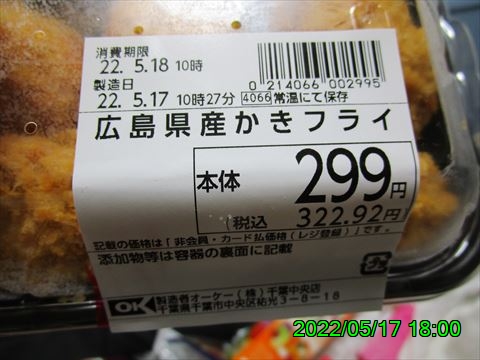 消費期限
22. 5.18 10時
製造日
22. 5.17 10時27分
0 214066 002995
4066 常温にて保存
広島県産かきフライ
本体 299円
(税込 322.92円)
記載の価格は「非会員・カード払価格(レジ登録)」です。
添加物等は容器の裏面に記載
OK 製造者オーケー(株)千葉中央店
千葉県千葉市中央区祐光3-8-18
2022/05/17 18:00